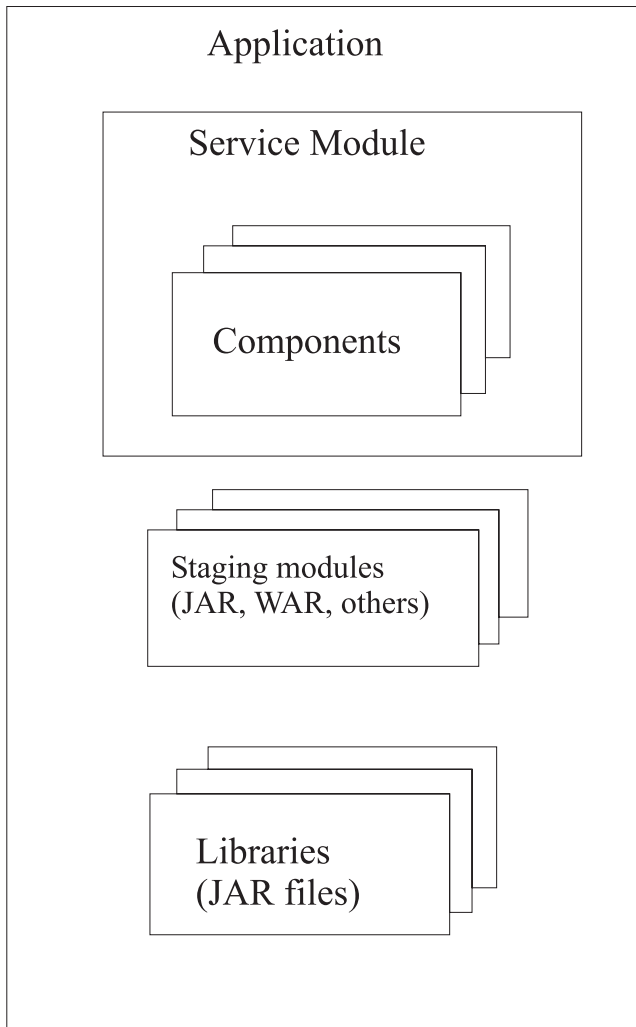 Application
Service Module
Components
Staging modules
(JAR, WAR, others)
Libraries
(JAR files)